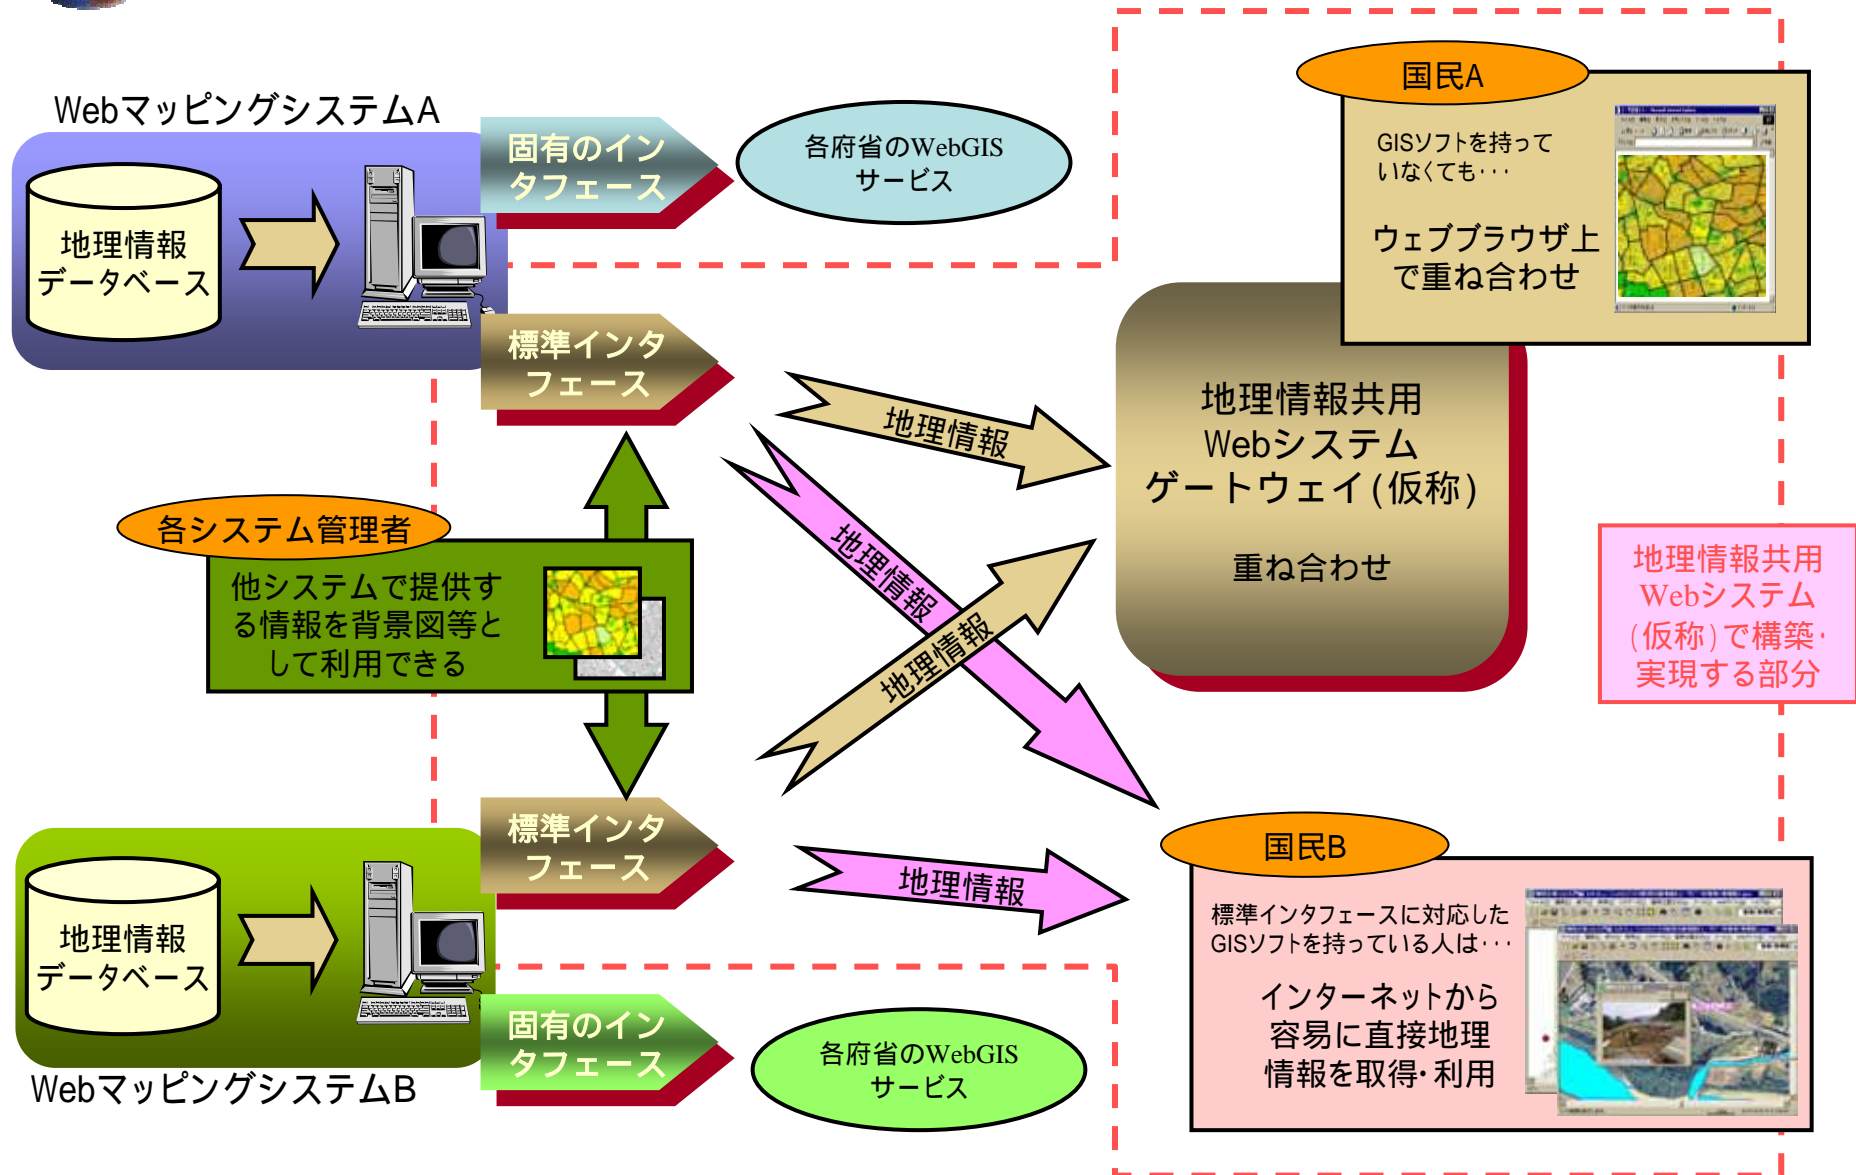 Webマッピングシステム A
地理情報
データベース
固有のイン
タフェース
各府省のWebGIS
サービス
標準インタ
フェース
国民A
GISソフトを持って
いなくても･･･
ウェブブラウザ上
で重ね合わせ
地理情報共用
Webシステム
ゲートウェイ(仮称)
重ね合わせ
地理情報
地理情報
地理情報
地理情報
各システム管理者
他システムで提供す
る情報を背景図等と
して利用できる
地理情報共用
Webシステム
(仮称)で構築･
実現する部分
標準インタ
フェース
地理情報
データベース
固有のイン
タフェース
各府省のWebGIS
サービス
WebマッピングシステムB
国民B
標準インタフェースに対応した
GISソフトを持っている人は･･･
インターネットから
容易に直接地理
情報を取得･利用